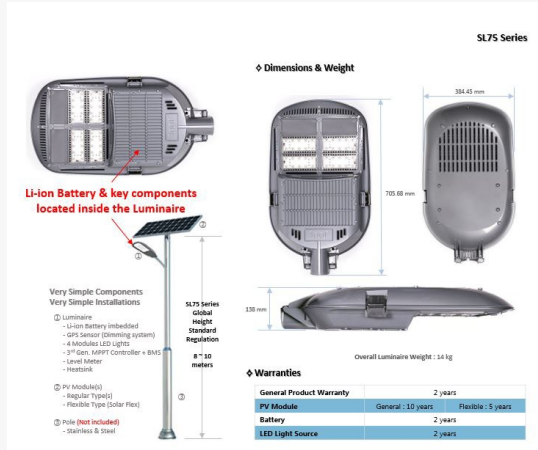 SL75 Series
❖ Dimensions & Weight
384.45 mm
705.68 mm
Li-ion Battery & key components
located inside the Luminaire
②
①
Very Simple Components
Very Simple Installations
① Luminaire
- Li-ion Battery imbedded
- GPS Sensor (Dimming system)
- 4 Modules LED Lights
- 3rd Gen. MPPT Controller + BMS
- Level Meter
- Heatsink
② PV Module(s)
- Regular Type(s)
- Flexible Type (Solar Flex)
③ Pole (Not included)
- Stainless & Steel
SL75 Series
Global
Height
Standard
Regulation
8 ~ 10
meters
③
138 mm
Overall Luminaire Weight : 14 kg
❖ Warranties
General Product Warranty 2 years
PV Module General : 10 years Flexible : 5 years
Battery 2 years
LED Light Source 2 years